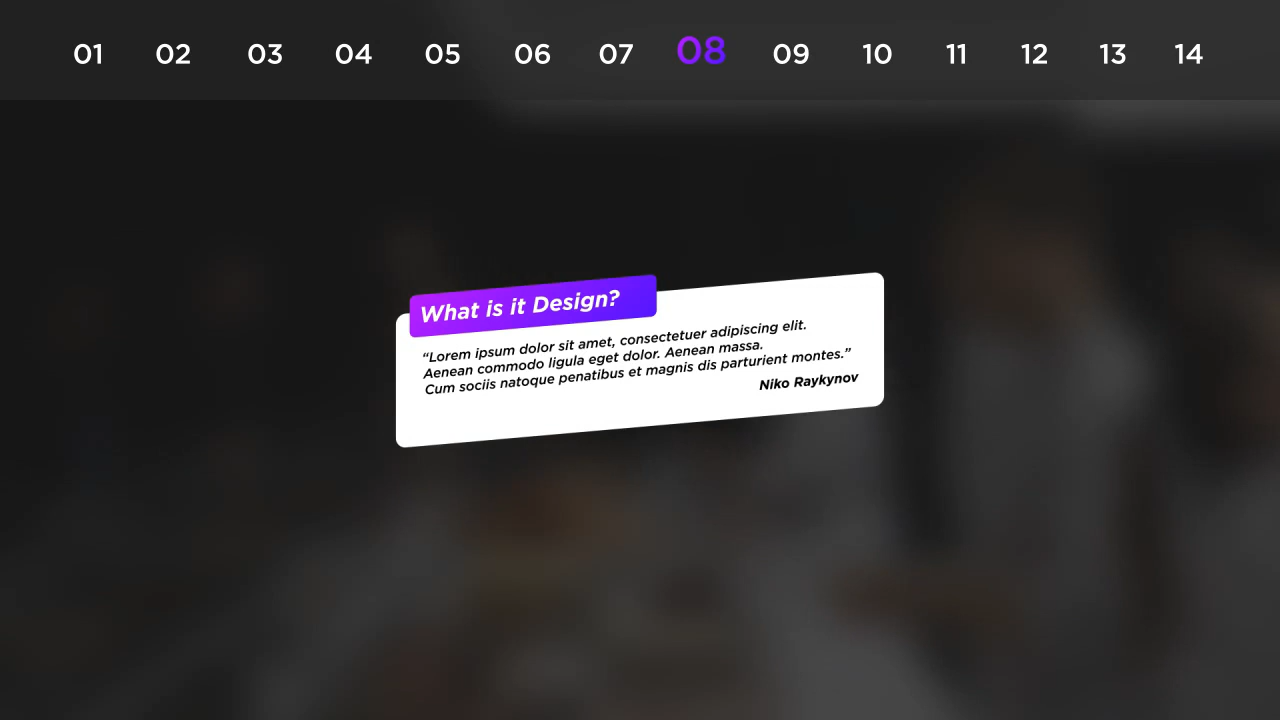 01 02 03 04 05 06 07 08 09 10 11 12 13 14
What is it Design?
“Lorem ipsum dolor sit amet, consectetuer adipiscing elit.
Aenean commodo ligula eget dolor. Aenean massa.
Cum sociis natoque penatibus et magnis dis parturient montes.”
Niko Raykynov